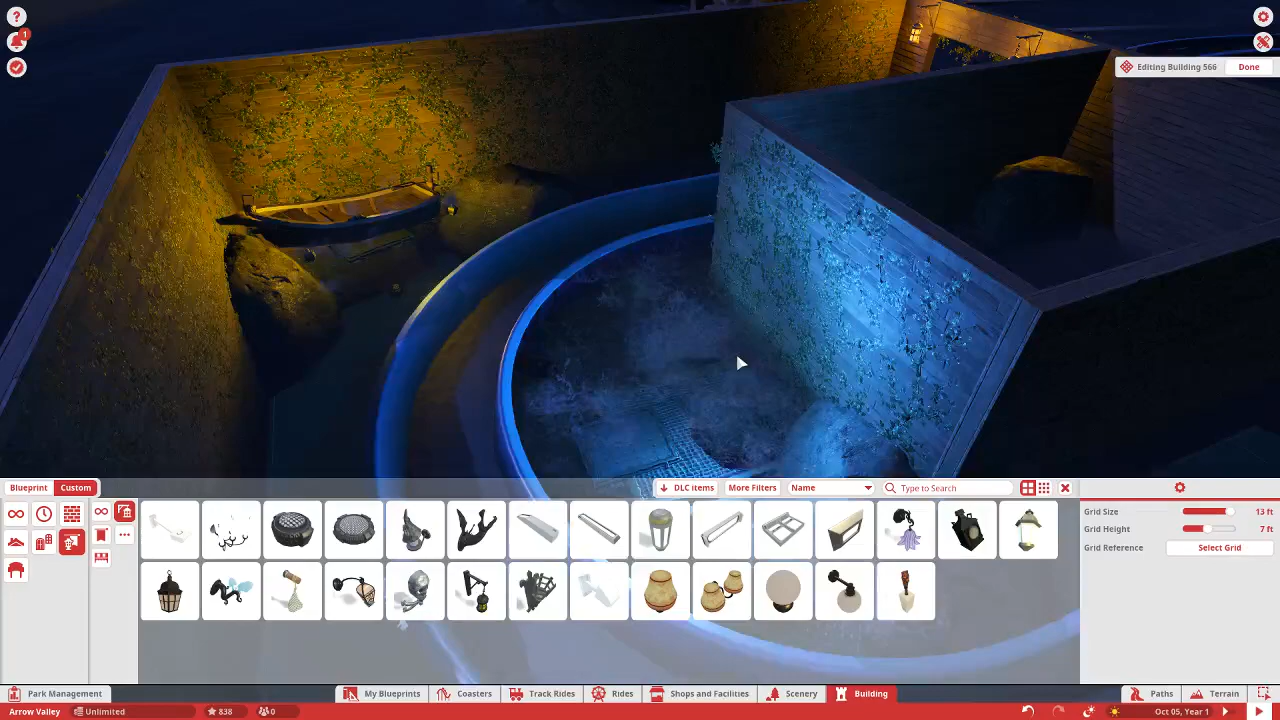 ?
1
Editing Building 566
Done
Blueprint
Custom
DLC items
More Filters
Name
Type to Search
Grid Size
13 ft
Grid Height
7 ft
Grid Reference
Select Grid
Park Management
My Blueprints
Coasters
Track Rides
Rides
Shops and Facilities
Scenery
Building
Paths
Terrain
Arrow Valley
Unlimited
838
0
Oct 05, Year 1